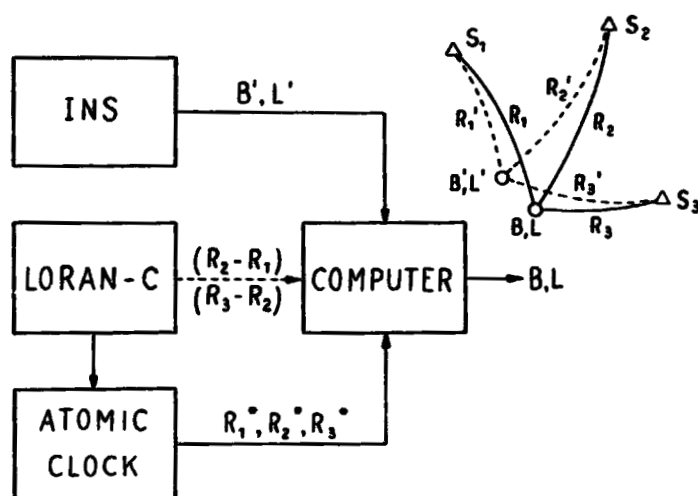 INS
B', L'
LORAN-C
(R₂-R₁)
(R₃-R₂)
COMPUTER
B,L
ATOMIC
CLOCK
R₁*, R₂*, R₃*
S₁
S₂
S₃
R₁'
R₁
R₂'
R₂
B',L'
R₃'
B,L
R₃